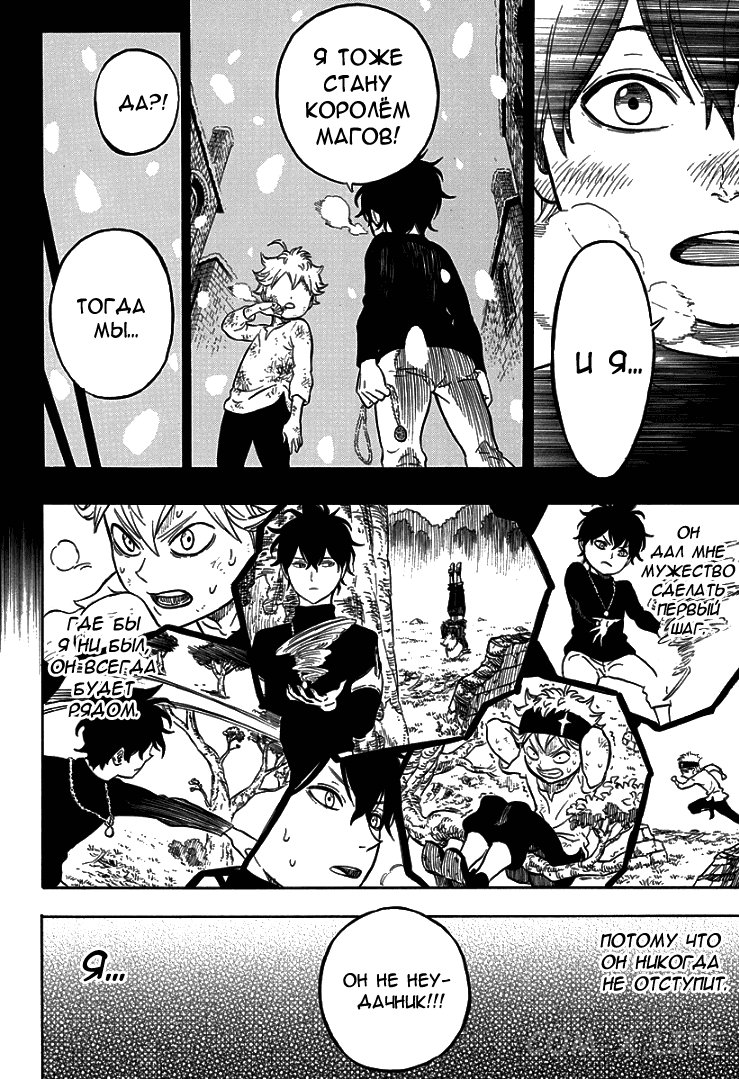 И Я...
Я ТОЖЕ
СТАНУ
КОРОЛЁМ
МАГОВ!
ДА?!
ТОГДА
МЫ...
ОН
ДАЛ МНЕ
МУЖЕСТВО
СДЕЛАТЬ
ПЕРВЫЙ
ШАГ.
ГДЕ БЫ
Я НИ БЫЛ,
ОН ВСЕГДА
БУДЕТ
РЯДОМ.
ПОТОМУ ЧТО
ОН НИКОГДА
НЕ ОТСТУПИТ.
ОН НЕ НЕУ-
ДАЧНИК!!!
Я...